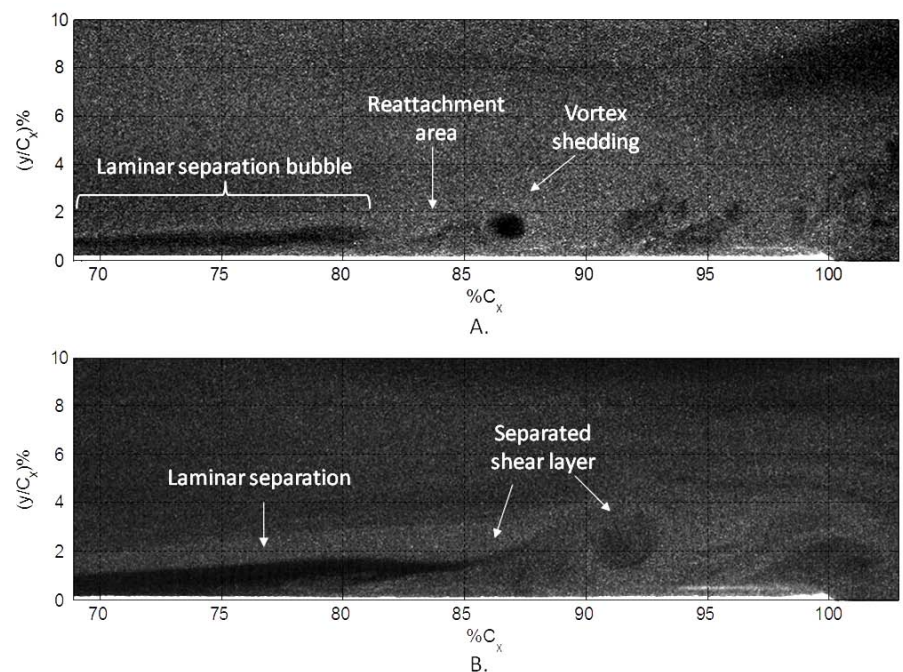 10
8
6
4
2
0
(y/Cx)%
Reattachment
area
Vortex
shedding
Laminar separation bubble
70 75 80 85 90 95 100
%Cx
A.
10
8
6
4
2
0
(y/Cx)%
Separated
shear layer
Laminar separation
70 75 80 85 90 95 100
%Cx
B.